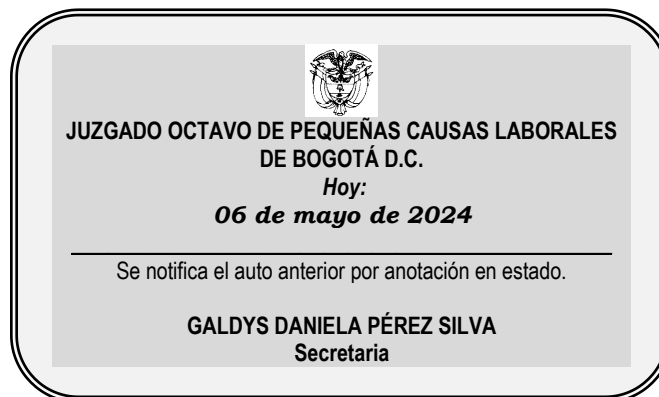 JUZGADO OCTAVO DE PEQUEÑAS CAUSAS LABORALES
DE BOGOTÁ D.C.
Hoy:
06 de mayo de 2024
Se notifica el auto anterior por anotación en estado.
GALDYS DANIELA PÉREZ SILVA
Secretaria